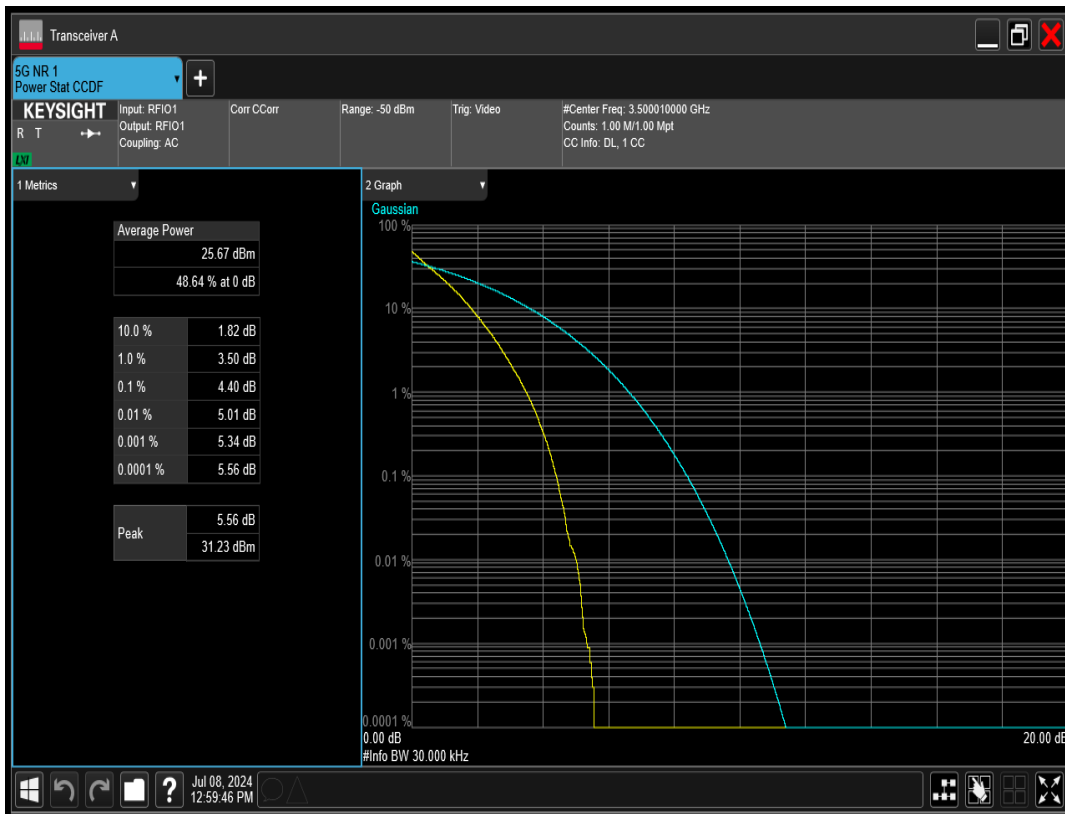 Transceiver A
5G NR 1
Power Stat CCDF
+
KEYSIGHT
R T
LXI
Input: RFIO1
Output: RFIO1
Coupling: AC
Corr CCorr
Range: -50 dBm
Trig: Video
#Center Freq: 3.500010000 GHz
Counts: 1.00 M/1.00 Mpt
CC Info: DL, 1 CC
1 Metrics
Average Power
25.67 dBm
48.64 % at 0 dB
10.0 % 1.82 dB
1.0 % 3.50 dB
0.1 % 4.40 dB
0.01 % 5.01 dB
0.001 % 5.34 dB
0.0001 % 5.56 dB
Peak
5.56 dB
31.23 dBm
2 Graph
Gaussian
100 %
10 %
1 %
0.1 %
0.01 %
0.001 %
0.0001 %
0.00 dB
20.00 dB
#Info BW 30.000 kHz
?
Jul 08, 2024
12:59:46 PM